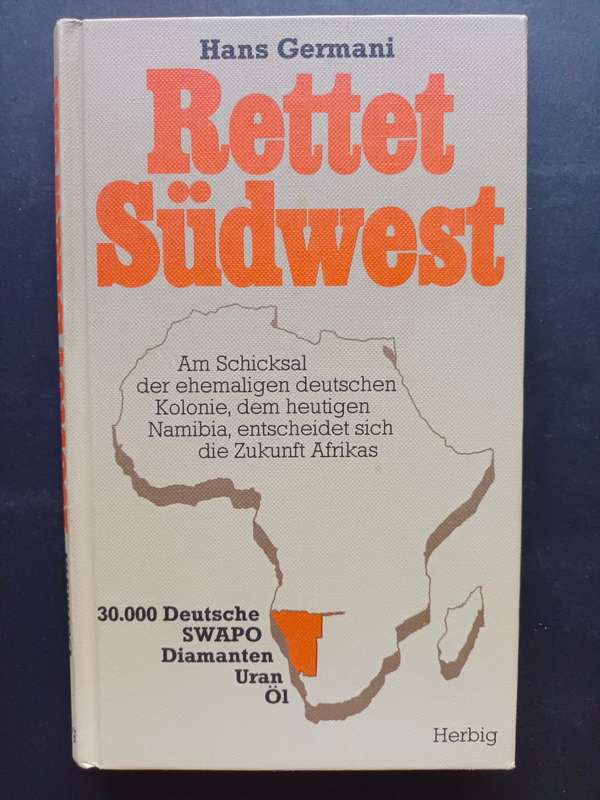 Hans Germani
Rettet
Südwest
Am Schicksal
der ehemaligen deutschen
Kolonie, dem heutigen
Namibia, entscheidet sich
die Zukunft Afrikas
30.000 Deutsche
SWAPO
Diamanten
Uran
Öl
Herbig